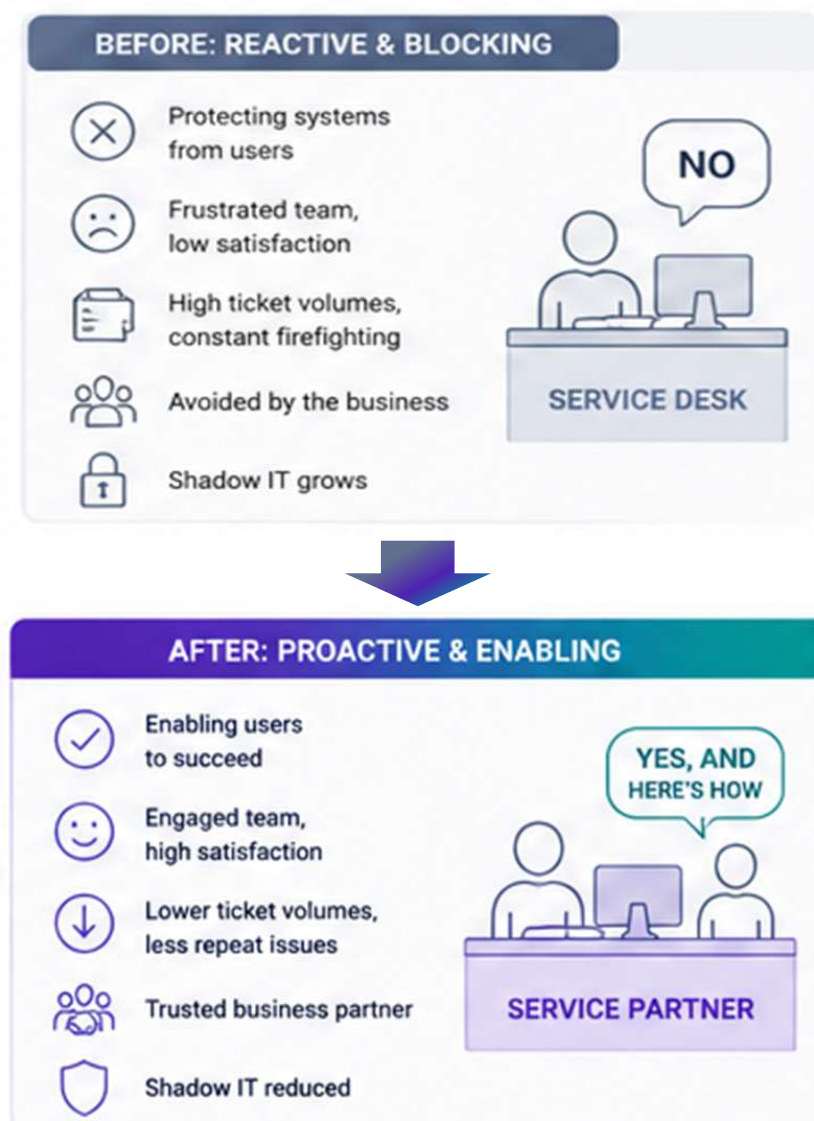 BEFORE: REACTIVE & BLOCKING
Protecting systems
from users
Frustrated team,
low satisfaction
High ticket volumes,
constant firefighting
Avoided by the business
Shadow IT grows
NO
SERVICE DESK
AFTER: PROACTIVE & ENABLING
Enabling users
to succeed
Engaged team,
high satisfaction
Lower ticket volumes,
less repeat issues
Trusted business partner
Shadow IT reduced
YES, AND
HERE'S HOW
SERVICE PARTNER